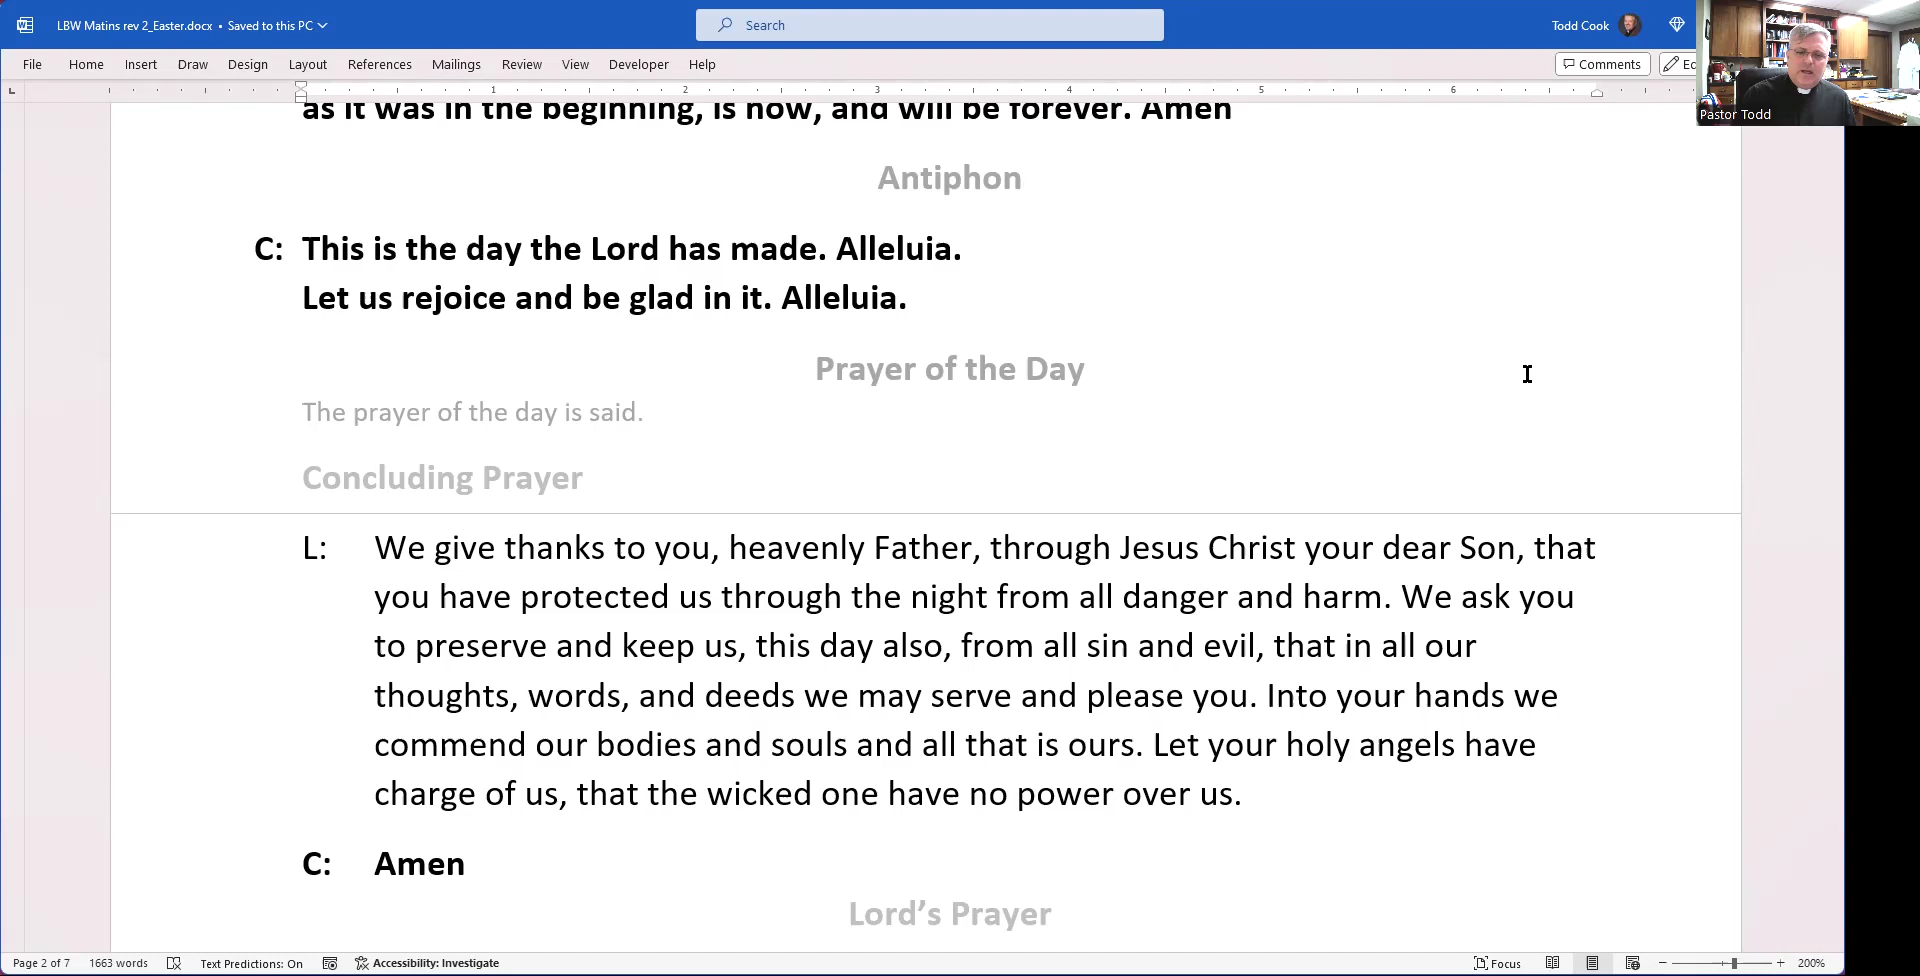 LBW Matins rev 2_Easter.docx • Saved to this PC
Search
Todd Cook
File Home Insert Draw Design Layout References Mailings Review View Developer Help
Comments
Pastor Todd
1 2 3 4 5 6
as it was in the beginning, is now, and will be forever. Amen
Antiphon
C: This is the day the Lord has made. Alleluia.
Let us rejoice and be glad in it. Alleluia.
Prayer of the Day
The prayer of the day is said.
Concluding Prayer
L: We give thanks to you, heavenly Father, through Jesus Christ your dear Son, that
you have protected us through the night from all danger and harm. We ask you
to preserve and keep us, this day also, from all sin and evil, that in all our
thoughts, words, and deeds we may serve and please you. Into your hands we
commend our bodies and souls and all that is ours. Let your holy angels have
charge of us, that the wicked one have no power over us.
C: Amen
Lord’s Prayer
Page 2 of 7 1663 words Text Predictions: On Accessibility: Investigate Focus 200%